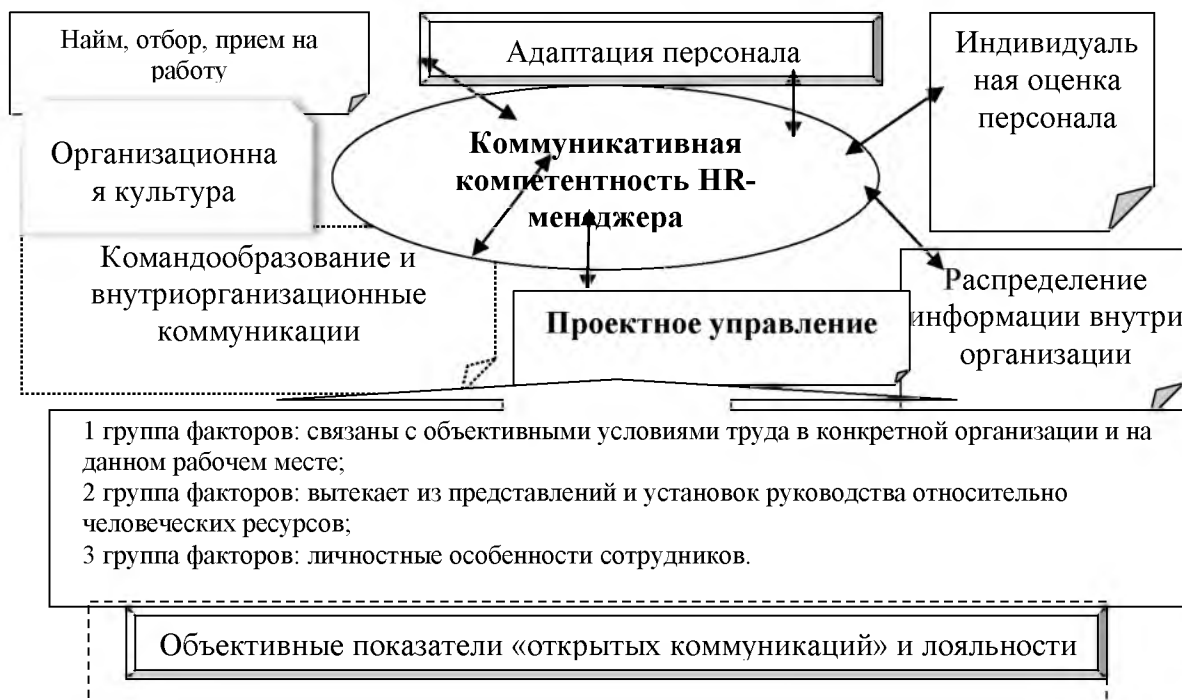 Найм, отбор, прием на
работу
Адаптация персонала
Индивидуаль
ная оценка
персонала
Организационна
я культура
Коммуникативная
компетентность HR-
менеджера
Командообразование и
внутриорганизационные
коммуникации
Проектное управление
Распределение
информации внутри
организации
1 группа факторов: связаны с объективными условиями труда в конкретной организации и на
данном рабочем месте;
2 группа факторов: вытекает из представлений и установок руководства относительно
человеческих ресурсов;
3 группа факторов: личностные особенности сотрудников.
Объективные показатели «открытых коммуникаций» и лояльности